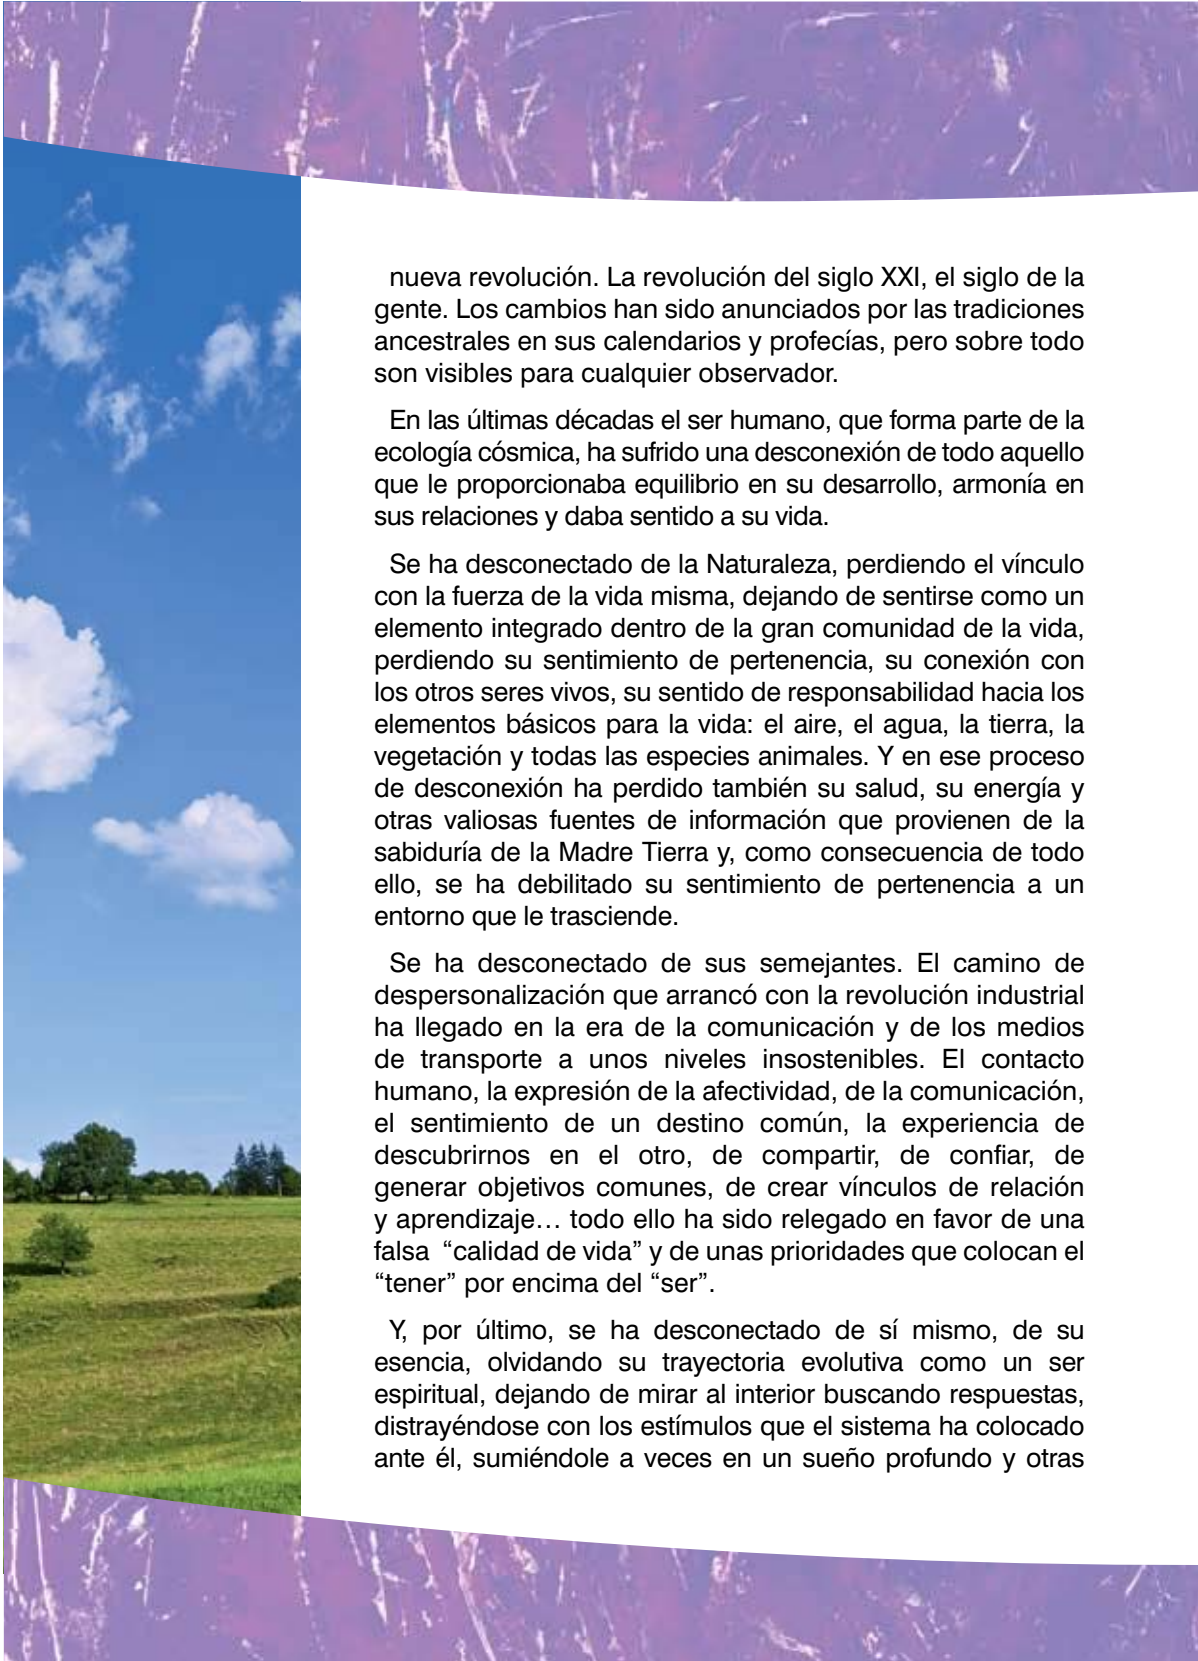 nueva revolución. La revolución del siglo XXI, el siglo de la
gente. Los cambios han sido anunciados por las tradiciones
ancestrales en sus calendarios y profecías, pero sobre todo
son visibles para cualquier observador.
En las últimas décadas el ser humano, que forma parte de la
ecología cósmica, ha sufrido una desconexión de todo aquello
que le proporcionaba equilibrio en su desarrollo, armonía en
sus relaciones y daba sentido a su vida.
Se ha desconectado de la Naturaleza, perdiendo el vínculo
con la fuerza de la vida misma, dejando de sentirse como un
elemento integrado dentro de la gran comunidad de la vida,
perdiendo su sentimiento de pertenencia, su conexión con
los otros seres vivos, su sentido de responsabilidad hacia los
elementos básicos para la vida: el aire, el agua, la tierra, la
vegetación y todas las especies animales. Y en ese proceso
de desconexión ha perdido también su salud, su energía y
otras valiosas fuentes de información que provienen de la
sabiduría de la Madre Tierra y, como consecuencia de todo
ello, se ha debilitado su sentimiento de pertenencia a un
entorno que le trasciende.
Se ha desconectado de sus semejantes. El camino de
despersonalización que arrancó con la revolución industrial
ha llegado en la era de la comunicación y de los medios
de transporte a unos niveles insostenibles. El contacto
humano, la expresión de la afectividad, de la comunicación,
el sentimiento de un destino común, la experiencia de
descubrirnos en el otro, de compartir, de confiar, de
generar objetivos comunes, de crear vínculos de relación
y aprendizaje… todo ello ha sido relegado en favor de una
falsa “calidad de vida” y de unas prioridades que colocan el
“tener” por encima del “ser”.
Y, por último, se ha desconectado de sí mismo, de su
esencia, olvidando su trayectoria evolutiva como un ser
espiritual, dejando de mirar al interior buscando respuestas,
distrayéndose con los estímulos que el sistema ha colocado
ante él, sumiéndole a veces en un sueño profundo y otras